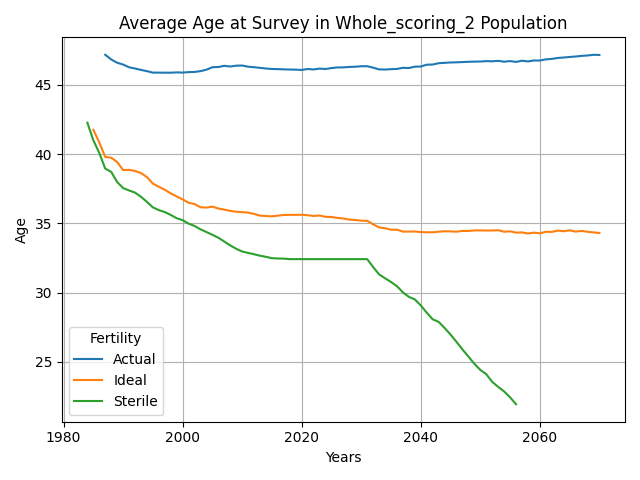 Average Age at Survey in Whole_scoring_2 Population
45
40
35
30
25
Age
Fertility
Actual
Ideal
Sterile
1980
2000
2020
2040
2060
Years